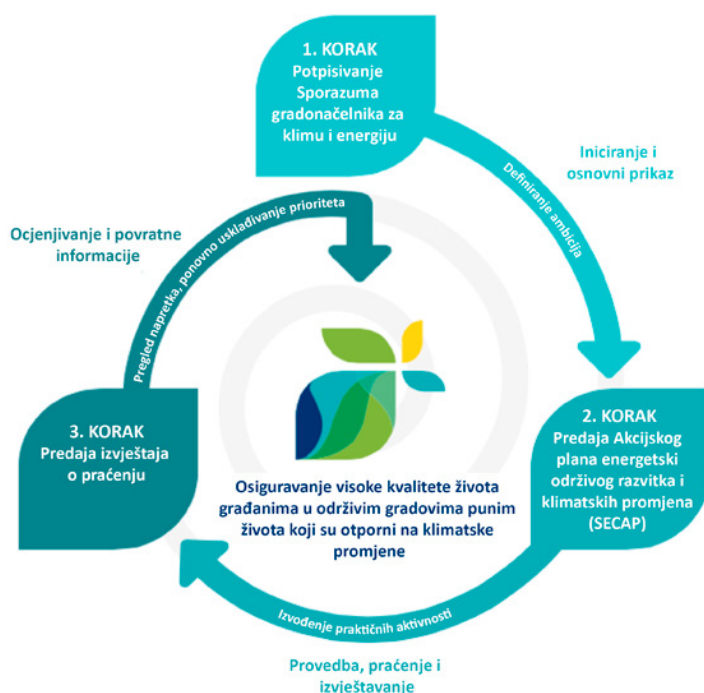 1. KORAK
Potpisivanje
Sporazuma
gradonačelnika za
klimu i energiju
Definiranje ambicija
Iniciranje i
osnovni prikaz
2. KORAK
Predaja Akcijskog
plana energetski
održivog razvitka i
klimatskih promjena
(SECAP)
Izvođenje praktičnih aktivnosti
Provedba, praćenje i
izvještavanje
3. KORAK
Predaja izvještaja
o praćenju
Pregled napretka, ponovno usklađivanje prioriteta
Ocjenjivanje i povratne
informacije
Osiguravanje visoke kvalitete života
građanima u održivim gradovima punim
života koji su otporni na klimatske
promjene